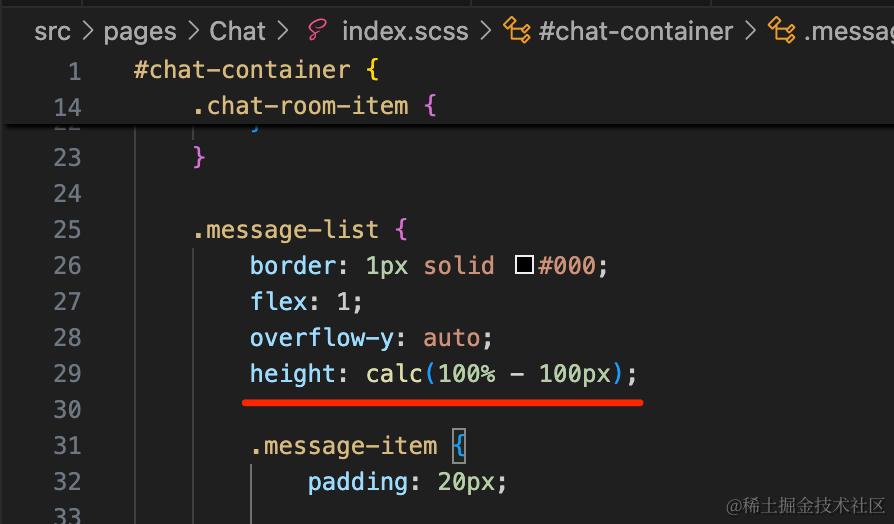 src > pages > Chat > index.scss > #chat-container > .messag
1 #chat-container {
14 .chat-room-item {
22 }
23 }
24
25 .message-list {
26 border: 1px solid #000;
27 flex: 1;
28 overflow-y: auto;
29 height: calc(100% - 100px);
30
31 .message-item {
32 padding: 20px;
33
@稀土掘金技术社区